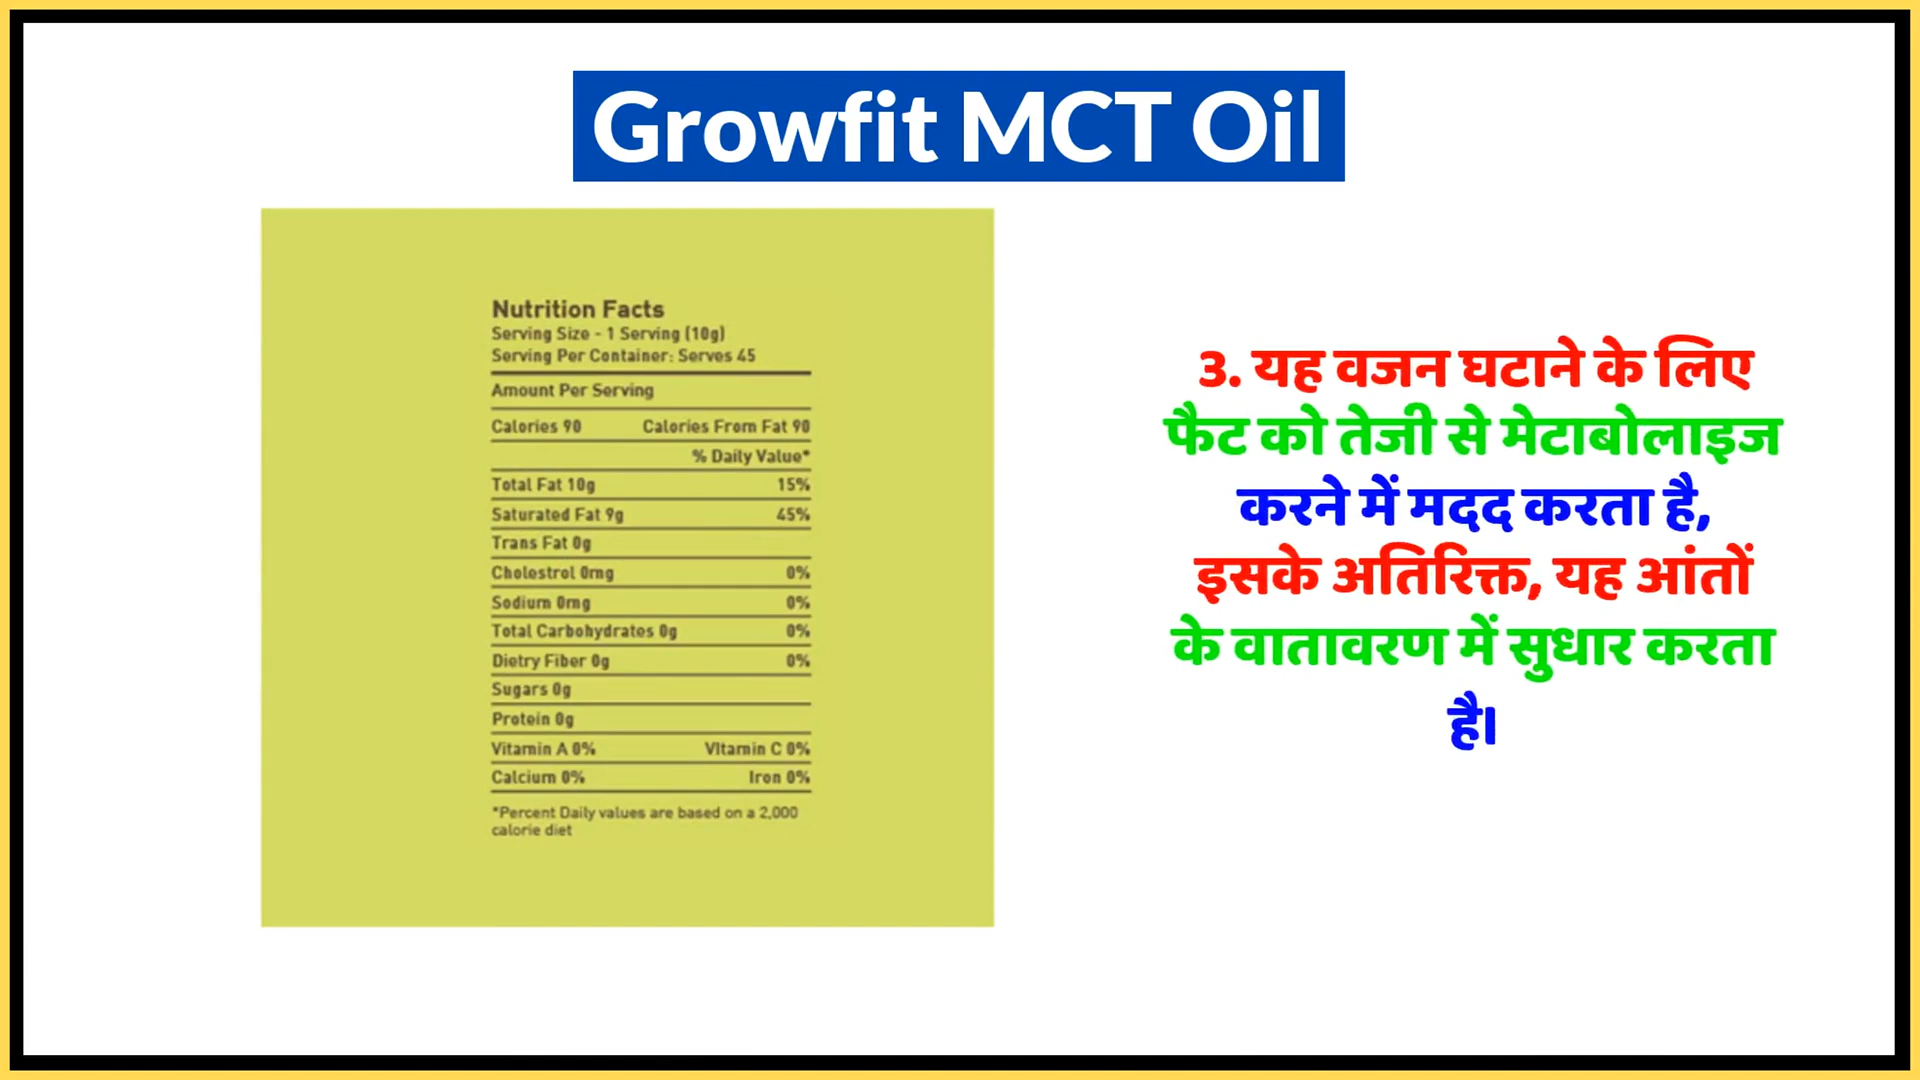 Growfit MCT Oil
Nutrition Facts
Serving Size - 1 Serving (10g)
Serving Per Container: Serves 45
Amount Per Serving
Calories 90 Calories From Fat 90
% Daily Value*
Total Fat 10g 15%
Saturated Fat 9g 45%
Trans Fat 0g
Cholestrol 0mg 0%
Sodium 0mg 0%
Total Carbohydrates 0g 0%
Dietry Fiber 0g 0%
Sugars 0g
Protein 0g
Vitamin A 0% VItamin C 0%
Calcium 0% Iron 0%
*Percent Daily values are based on a 2,000
calorie diet
3. यह वजन घटाने के लिए
फैट को तेजी से मेटाबोलाइज
करने में मदद करता है,
इसके अतिरिक्त, यह आंतों
के वातावरण में सुधार करता
है।